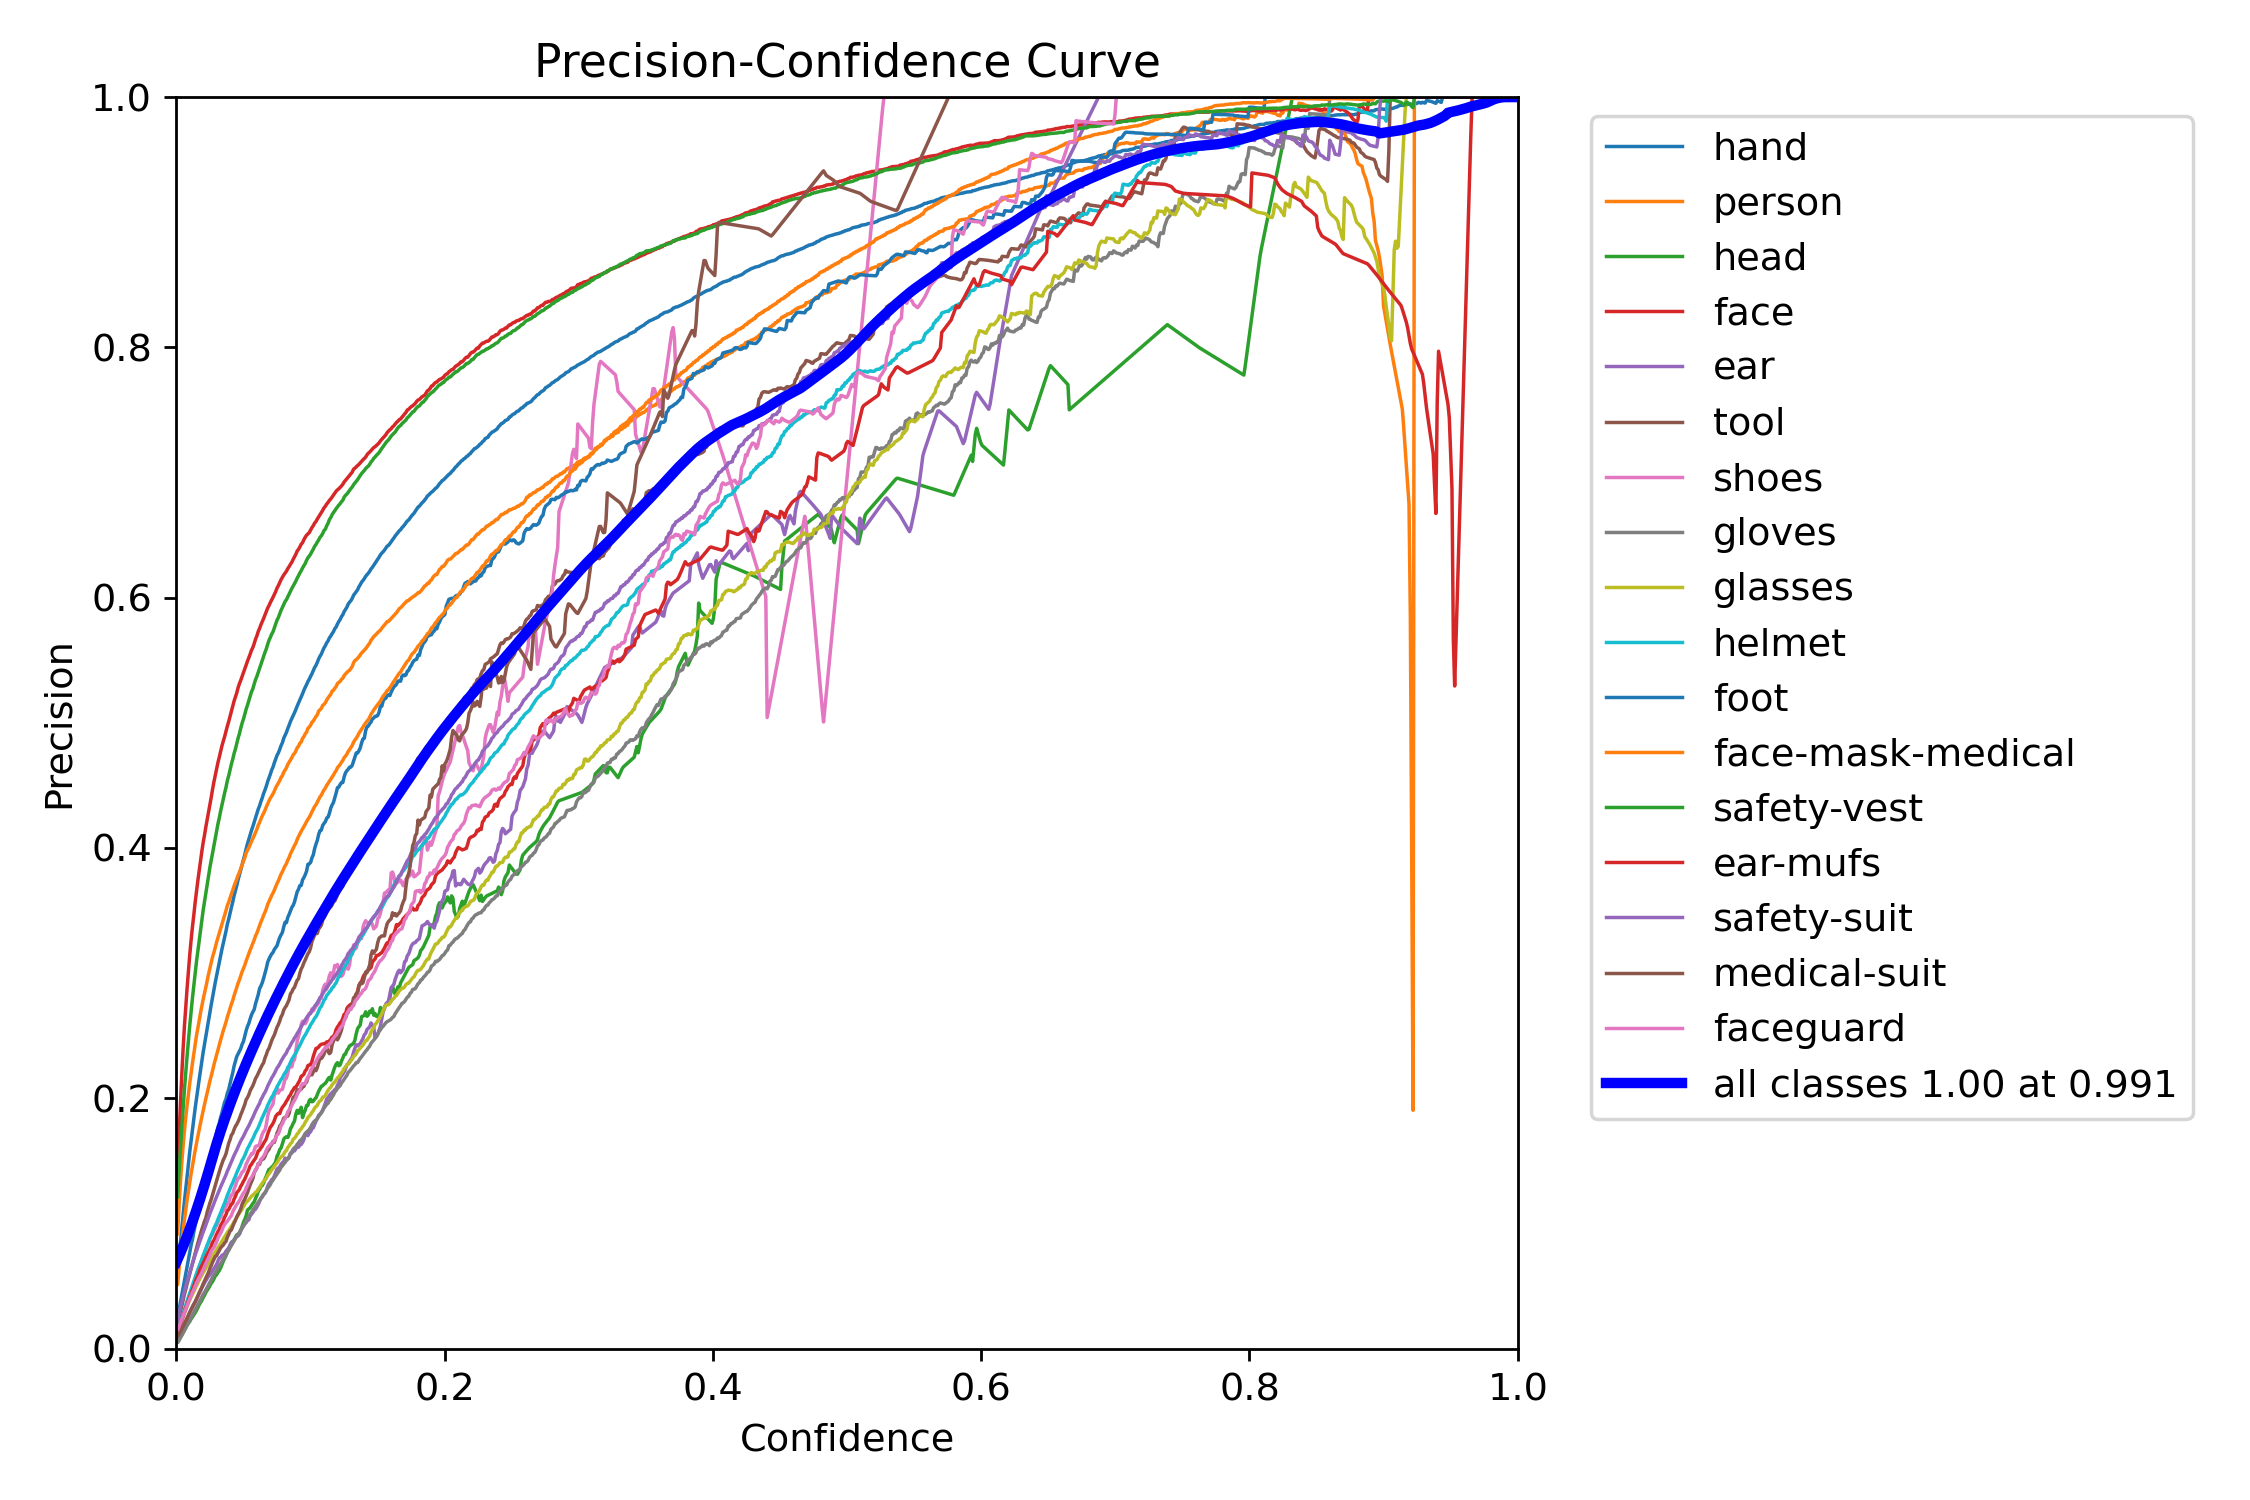 Precision-Confidence Curve
1.0
0.8
0.6
0.4
0.2
0.0
Precision
0.0 0.2 0.4 0.6 0.8 1.0
Confidence
hand
person
head
face
ear
tool
shoes
gloves
glasses
helmet
foot
face-mask-medical
safety-vest
ear-mufs
safety-suit
medical-suit
faceguard
all classes 1.00 at 0.991